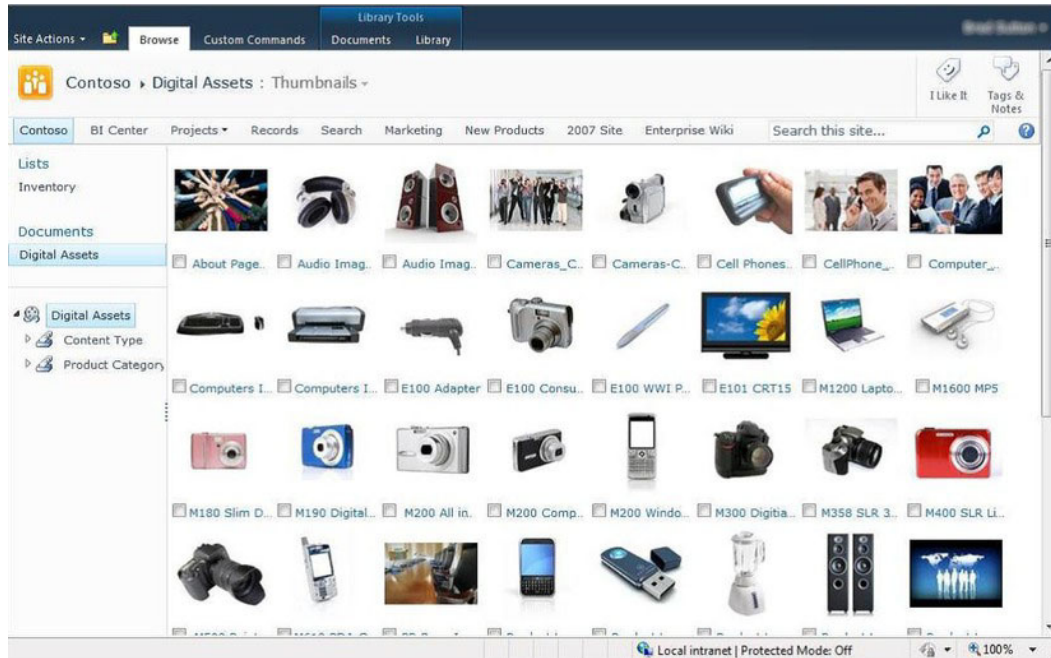 Library Tools
Site Actions Browse Custom Commands Documents Library
Contoso Digital Assets : Thumbnails
I Like It Tags & Notes
Contoso BI Center Projects Records Search Marketing New Products 2007 Site Enterprise Wiki Search this site...
Lists
Inventory
Documents
Digital Assets
Digital Assets
Content Type
Product Category
About Page.. Audio Imag.. Audio Imag.. Cameras_C.. Cameras-C.. Cell Phones.. CellPhone_.. Computer_..
Computers I... Computers I... E100 Adapter E100 Consu.. E100 WWI P... E101 CRT15 M1200 Lapto... M1600 MP5
M180 Slim D... M190 Digital... M200 All in.. M200 Comp... M200 Windo... M300 Digitia... M358 SLR 3... M400 SLR Li...
Local intranet | Protected Mode: Off 100%